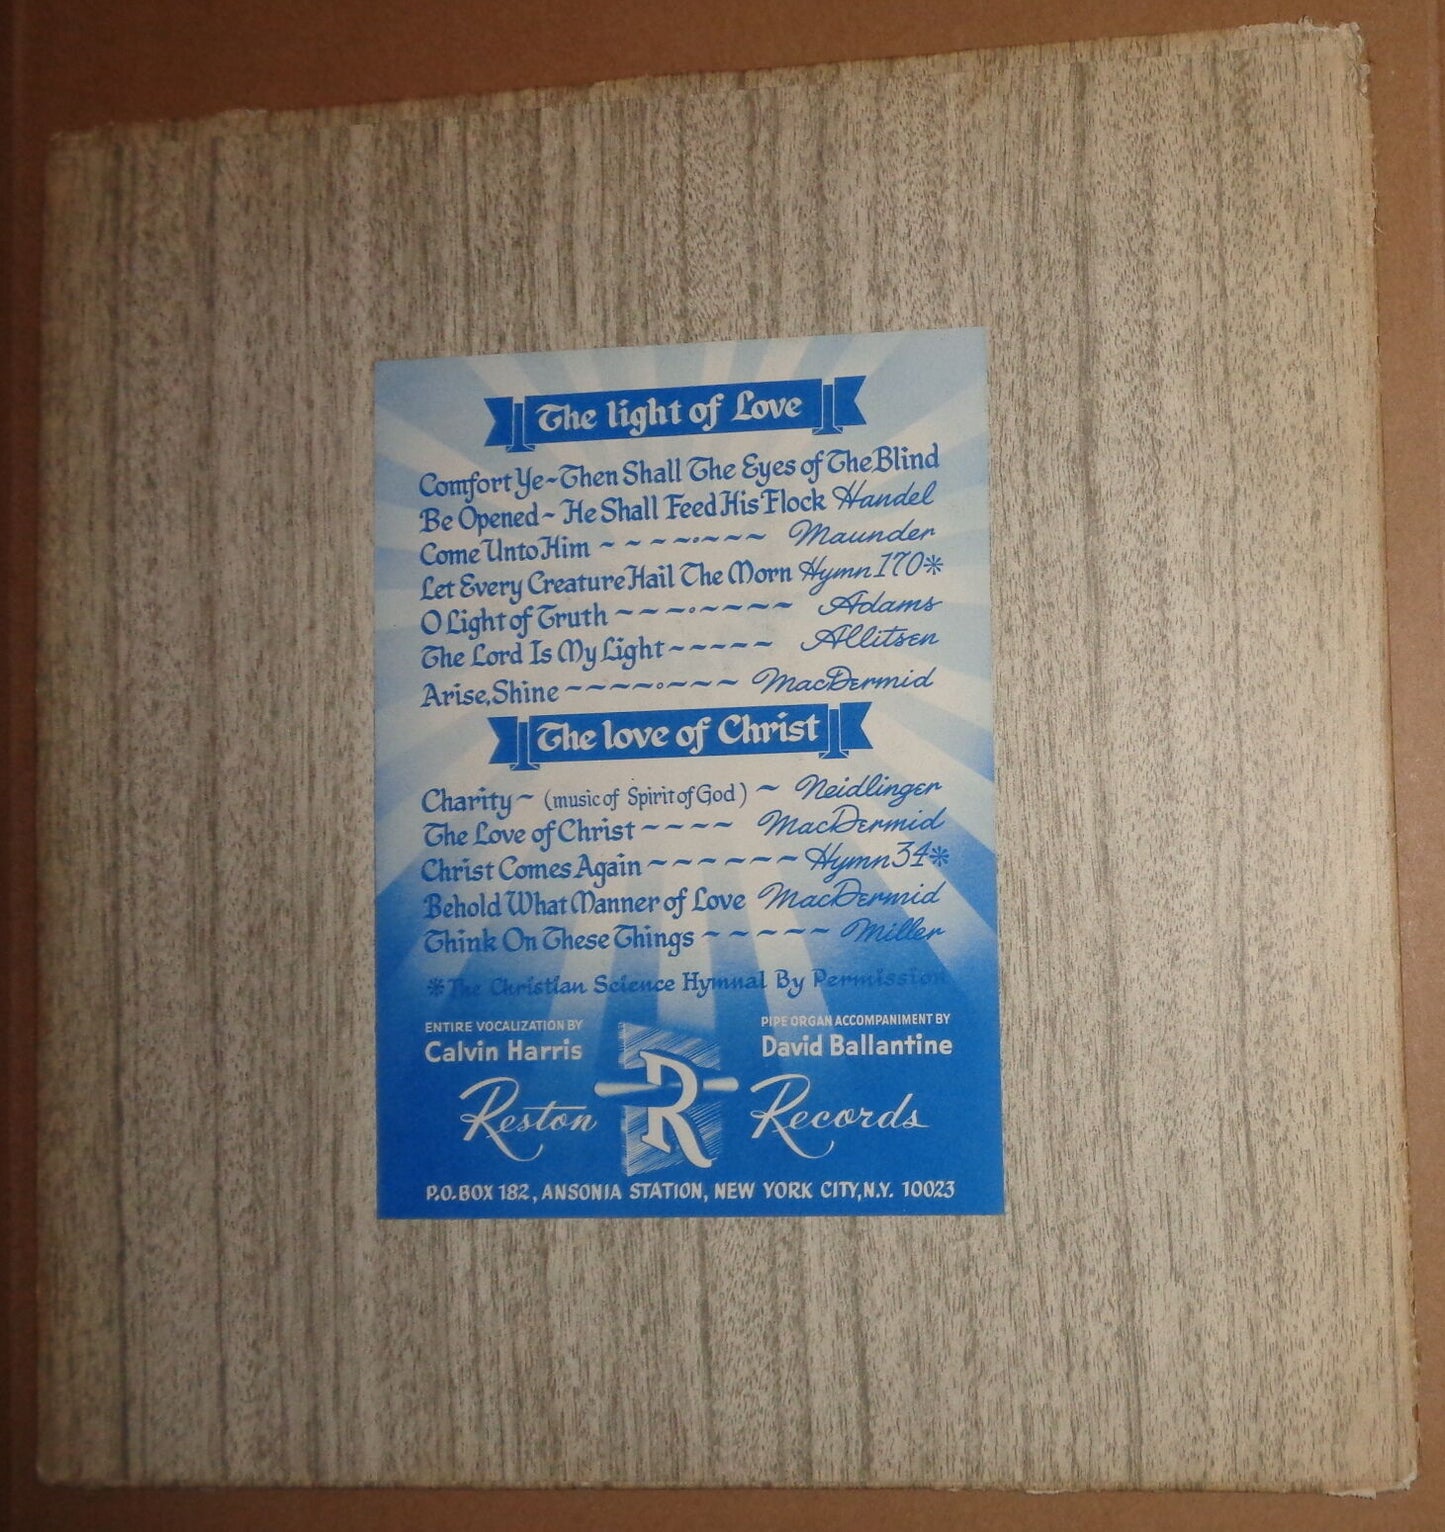 The light of Love
Comfort Ye~Then Shall The Eyes of The Blind
Be Opened~He Shall Feed His Flock Handel
Come Unto Him ~~~~·~~~ Maunder
Let Every Creature Hail The Morn Hymn 170*
O Light of Truth ~~~·~~~~ Adams
The Lord Is My Light ~~~~~ Allitsen
Arise, Shine ~~~~·~~~ MacDermid
The love of Christ
Charity~ (music of Spirit of God) ~ Neidlinger
The Love of Christ ~~~~ MacDermid
Christ Comes Again ~~~~~~ Hymn 34*
Behold What Manner of Love MacDermid
Think On These Things ~~~~~ Miller
*The Christian Science Hymnal By Permission
ENTIRE VOCALIZATION BY
Calvin Harris
PIPE ORGAN ACCOMPANIMENT BY
David Ballantine
Reston R Records
P.O. BOX 182, ANSONIA STATION, NEW YORK CITY, N.Y. 10023